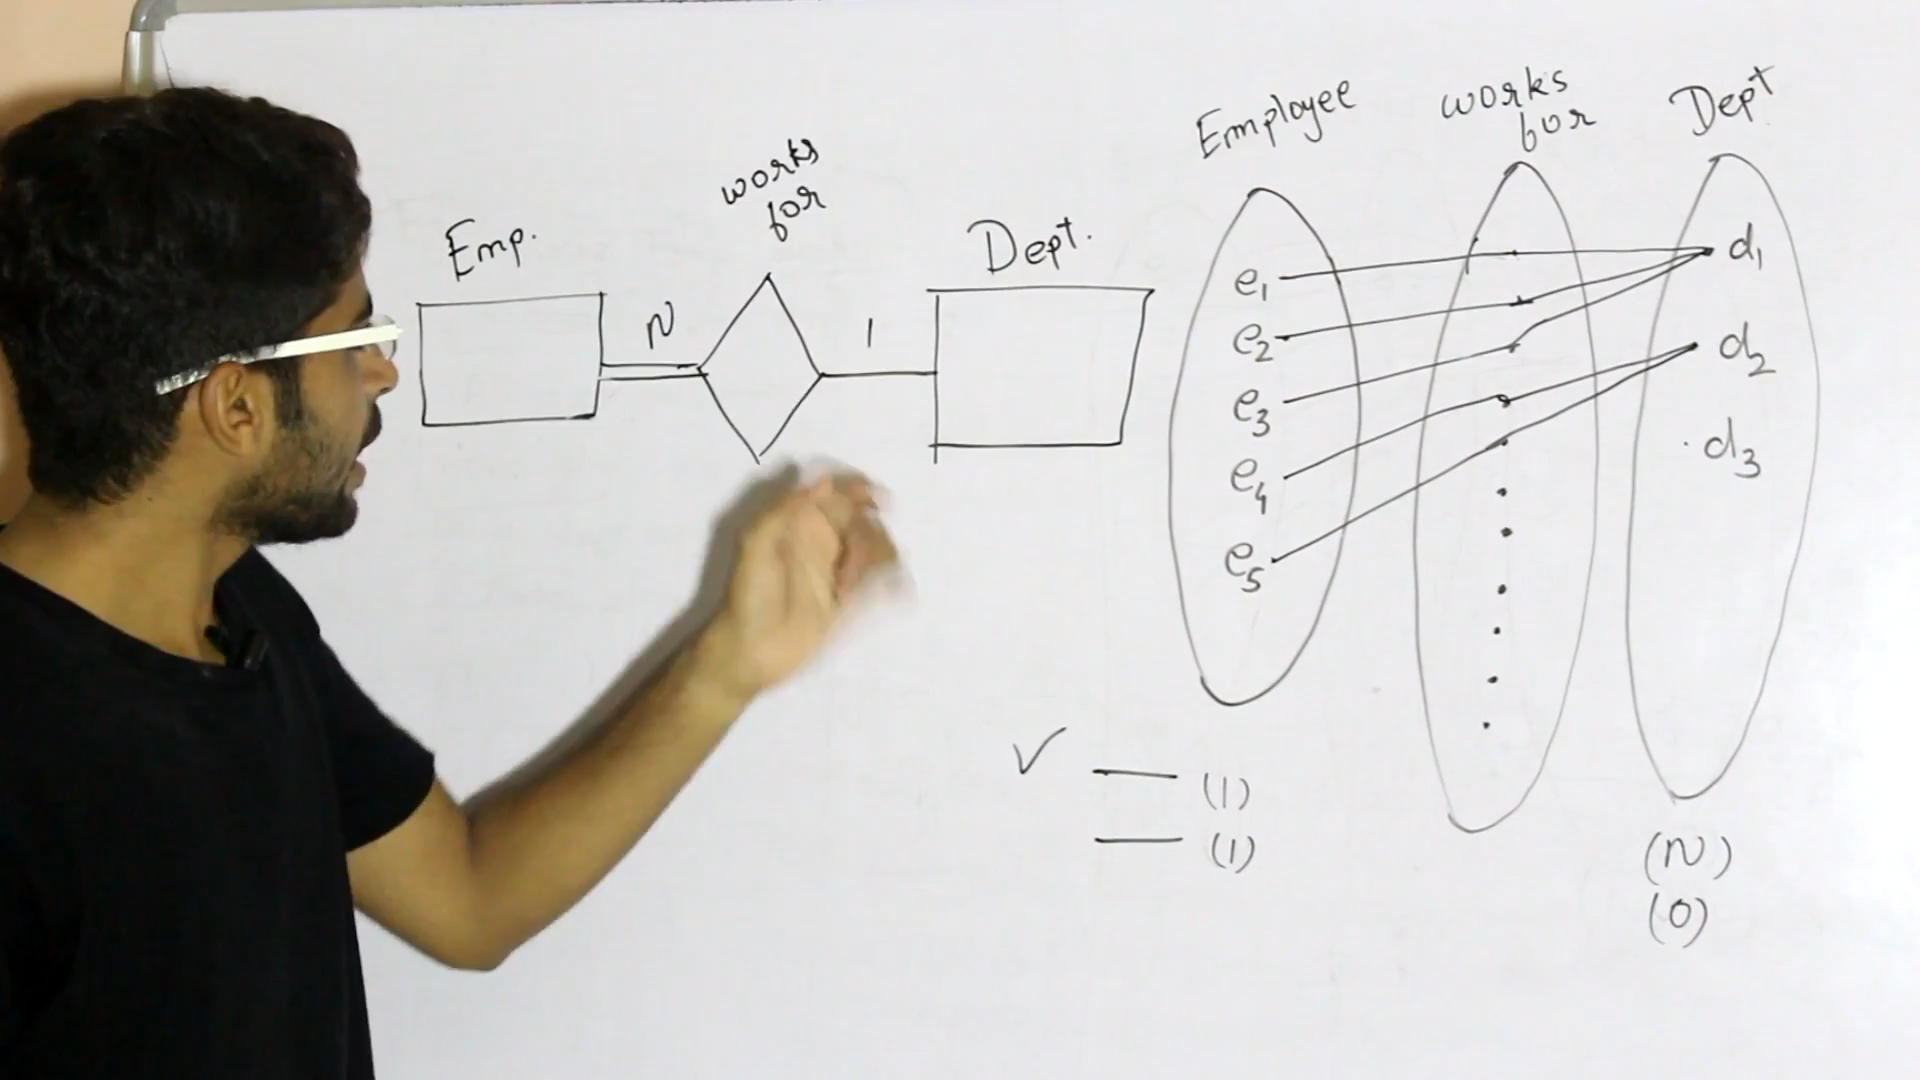 Emp.
works
for
Dept.
N
1
Employee
works
for
Dept
e1
e2
e3
e4
e5
d1
d2
d3
(1)
(1)
(N)
(0)